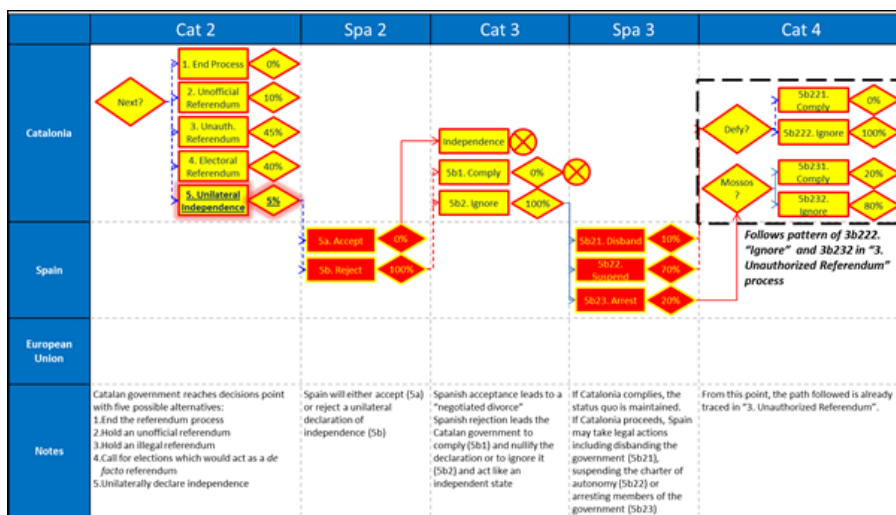 Cat 2
Spa 2
Cat 3
Spa 3
Cat 4
Catalonia
Next?
1. End Process
0%
2. Unofficial
Referendum
10%
3. Unauth.
Referendum
45%
4. Electoral
Referendum
40%
5. Unilateral
Independence
5%
Independence
5b1. Comply
0%
5b2. Ignore
100%
Defy?
5b221.
Comply
0%
5b222. Ignore
100%
Mossos
?
5b231.
Comply
20%
5b232.
Ignore
80%
Follows pattern of 3b222.
"Ignore" and 3b232 in "3.
Unauthorized Referendum"
process
Spain
5a. Accept
0%
5b. Reject
100%
5b21. Disband
10%
5b22.
Suspend
70%
5b23. Arrest
20%
European
Union
Notes
Catalan government reaches decisions point
with five possible alternatives:
1.End the referendum process
2.Hold an unofficial referendum
3.Hold an illegal referendum
4.Call for elections which would act as a de
facto referendum
5.Unilaterally declare independence
Spain will either accept (5a)
or reject a unilateral
declaration of
independence (5b)
Spanish acceptance leads to a
"negotiated divorce"
Spanish rejection leads the
Catalan government to
comply (5b1) and nullify the
declaration or to ignore it
(5b2) and act like an
independent state
If Catalonia complies, the
status quo is maintained.
If Catalonia proceeds, Spain
may take legal actions
including disbanding the
government (5b21),
suspending the charter of
autonomy (5b22) or
arresting members of the
government (5b23)
From this point, the path followed is already
traced in "3. Unauthorized Referendum".